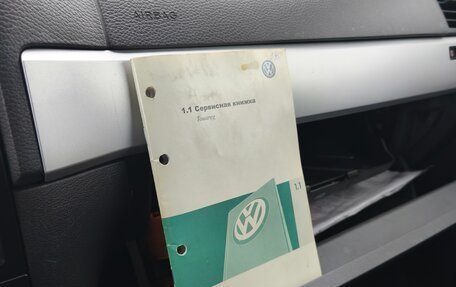 AIRBAG
1.1 Сервисная книжка
Touareg
1.1